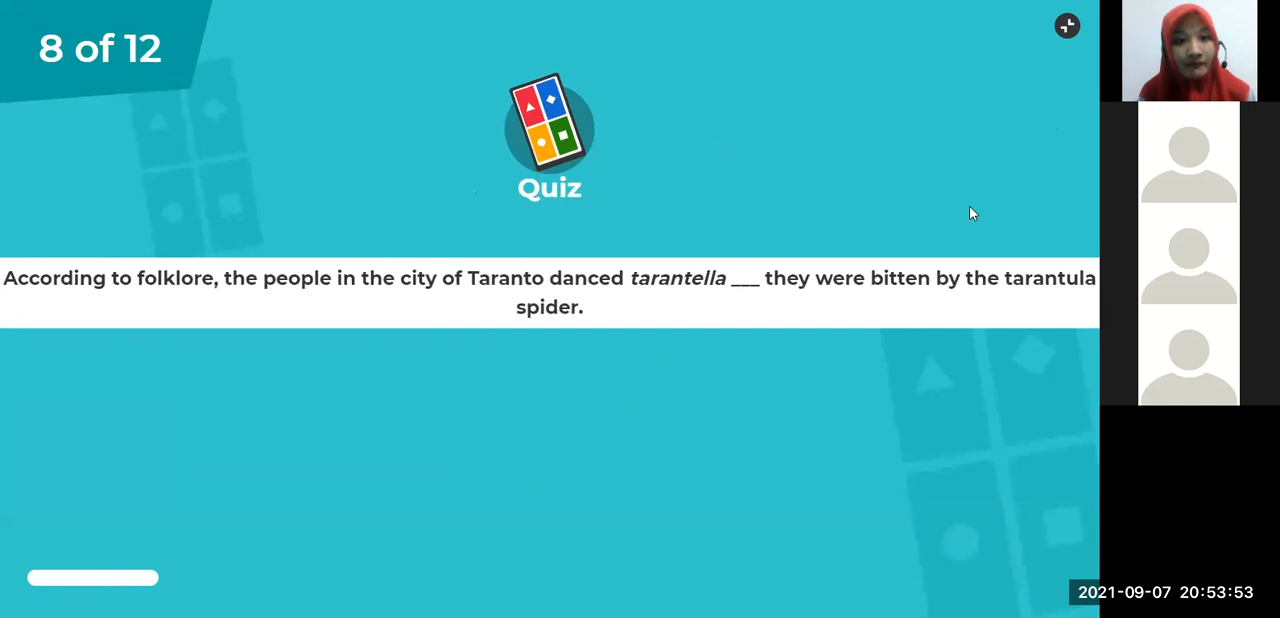 8 of 12
Quiz
According to folklore, the people in the city of Taranto danced tarantella ___ they were bitten by the tarantula
spider.
2021-09-07 20:53:53